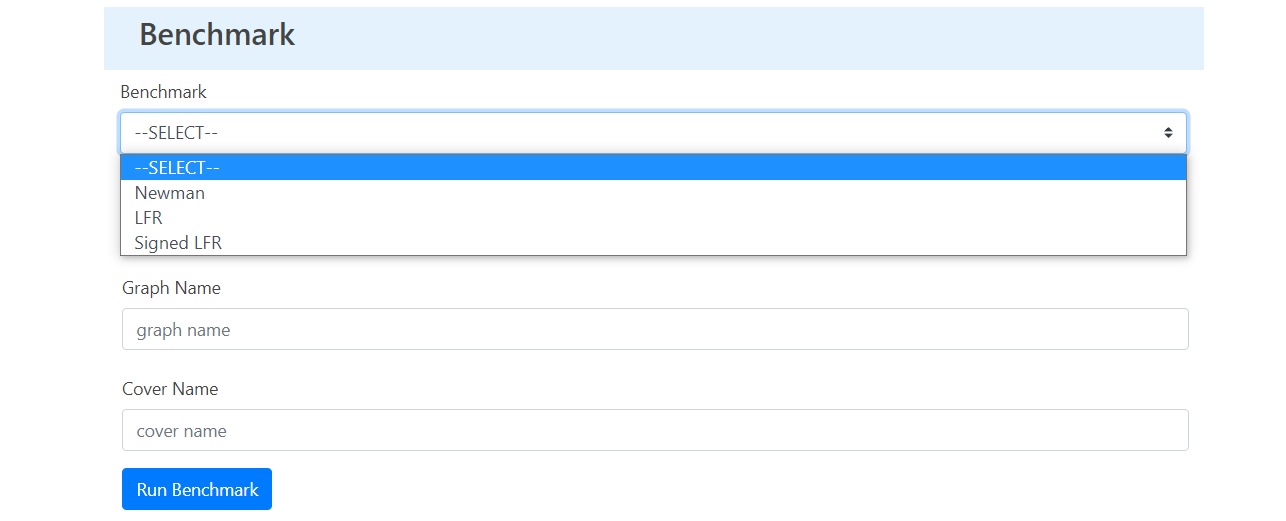 Benchmark
Benchmark
--SELECT--
--SELECT--
Newman
LFR
Signed LFR
Graph Name
graph name
Cover Name
cover name
Run Benchmark